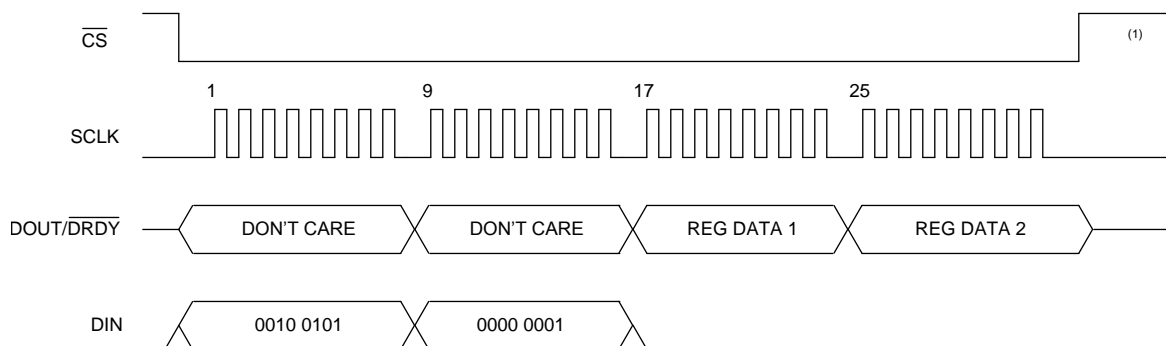 CS
(1)
1 9 17 25
SCLK
DOUT/DRDY DON'T CARE DON'T CARE REG DATA 1 REG DATA 2
DIN 0010 0101 0000 0001